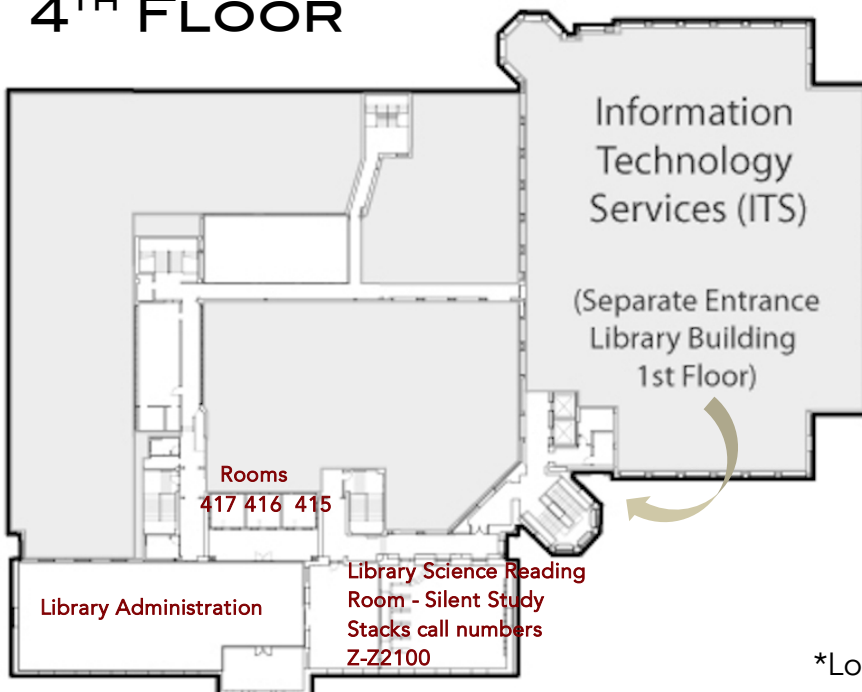 4TH FLOOR
Information
Technology
Services (ITS)
(Separate Entrance
Library Building
1st Floor)
Rooms
417 416 415
Library Administration
Library Science Reading
Room - Silent Study
Stacks call numbers
Z-Z2100
*Lo